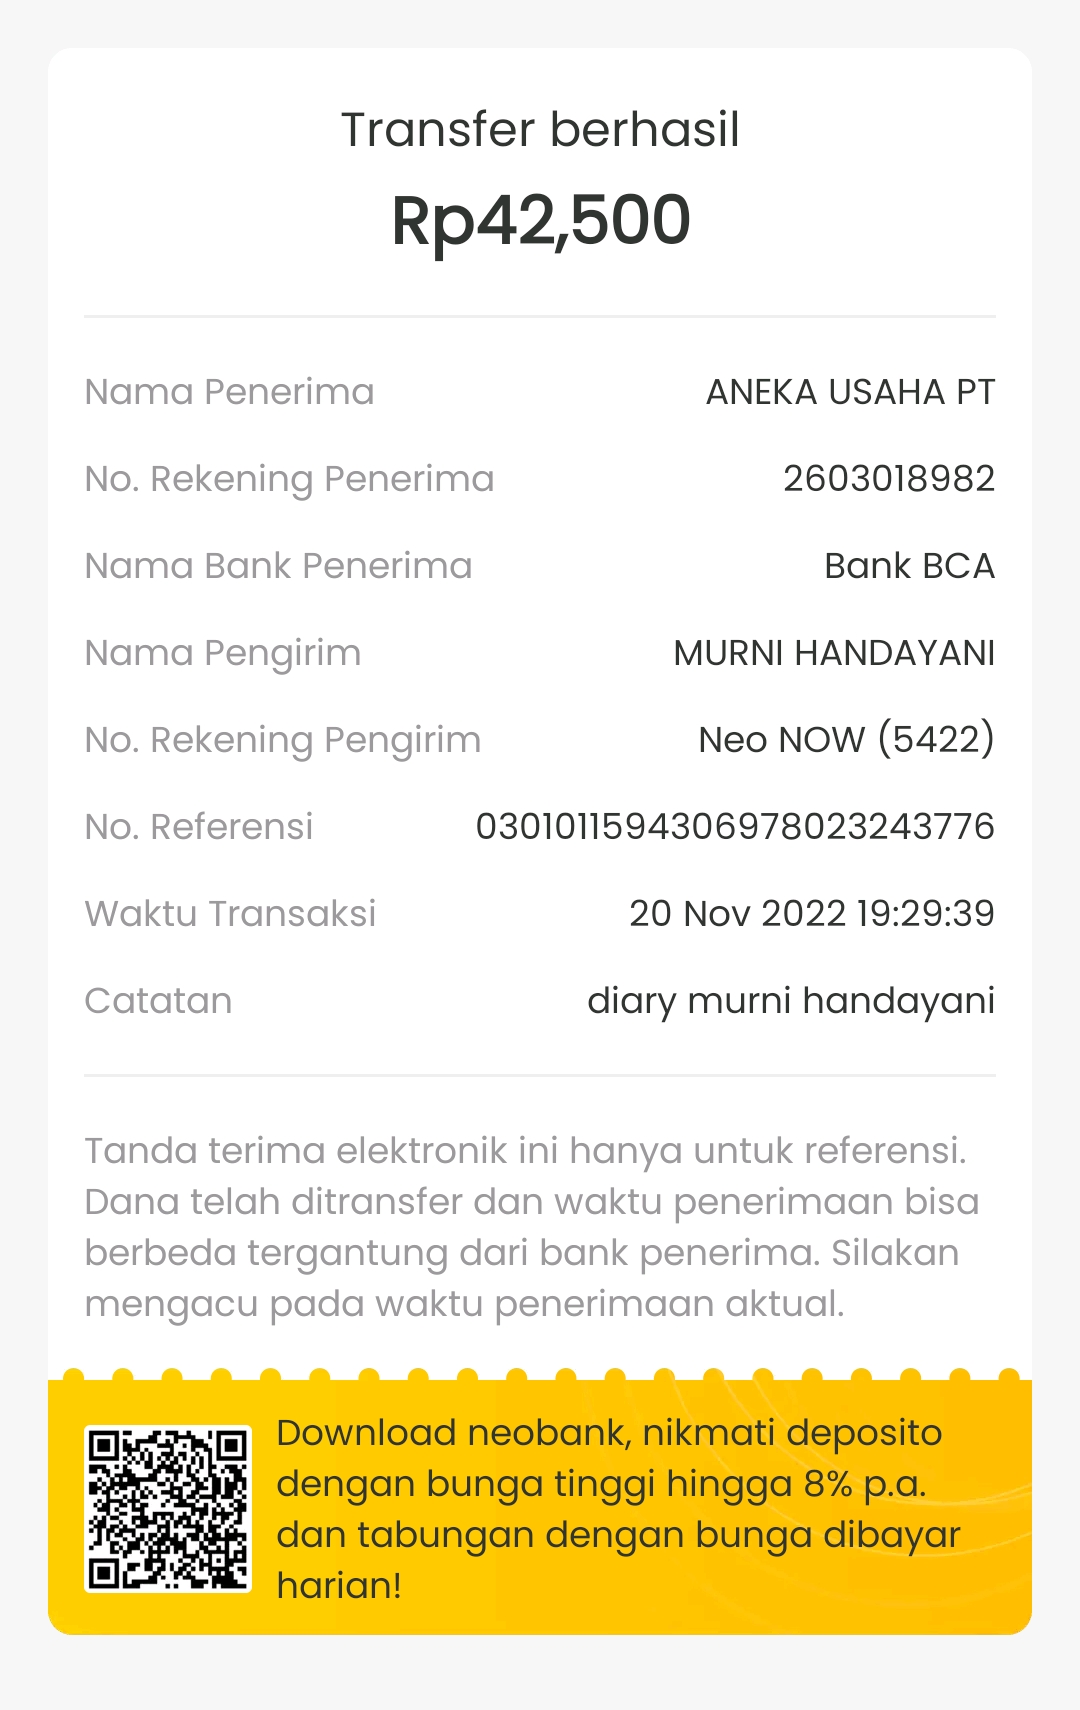 Transfer berhasil
Rp42,500
Nama Penerima ANEKA USAHA PT
No. Rekening Penerima 2603018982
Nama Bank Penerima Bank BCA
Nama Pengirim MURNI HANDAYANI
No. Rekening Pengirim Neo NOW (5422)
No. Referensi 0301011594306978023243776
Waktu Transaksi 20 Nov 2022 19:29:39
Catatan diary murni handayani
Tanda terima elektronik ini hanya untuk referensi.
Dana telah ditransfer dan waktu penerimaan bisa
berbeda tergantung dari bank penerima. Silakan
mengacu pada waktu penerimaan aktual.
Download neobank, nikmati deposito
dengan bunga tinggi hingga 8% p.a.
dan tabungan dengan bunga dibayar
harian!